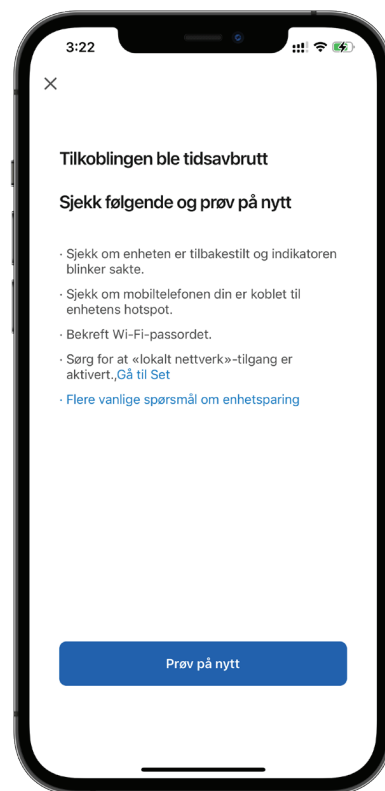 3:22
Tilkoblingen ble tidsavbrutt
Sjekk følgende og prøv på nytt
· Sjekk om enheten er tilbakestilt og indikatoren
blinker sakte.
· Sjekk om mobiltelefonen din er koblet til
enhetens hotspot.
· Bekreft Wi-Fi-passordet.
· Sørg for at «lokalt nettverk»-tilgang er
aktivert.,Gå til Set
· Flere vanlige spørsmål om enhetsparing
Prøv på nytt